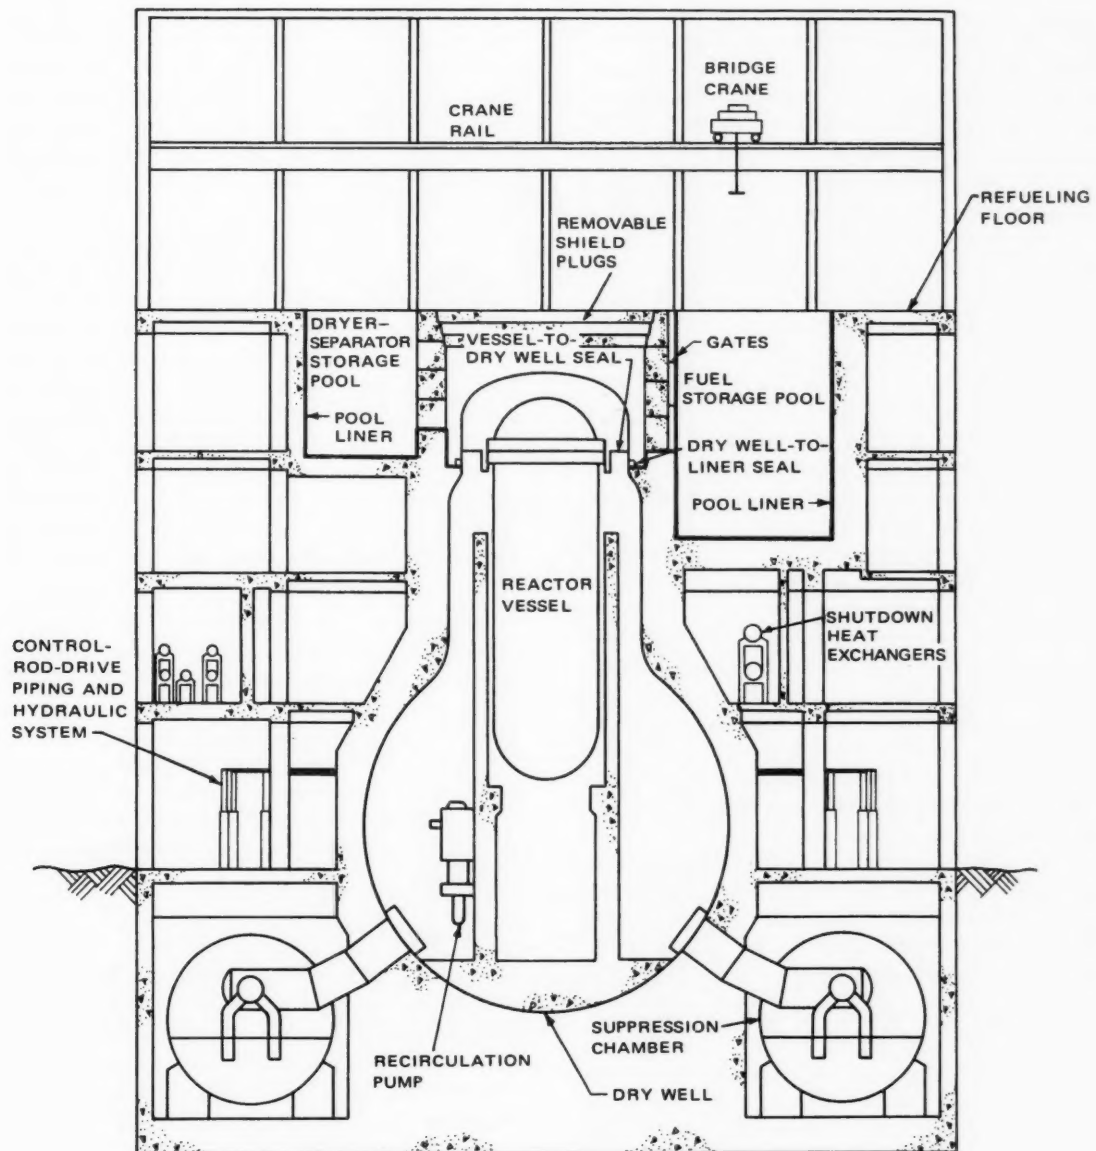 BRIDGE
CRANE
CRANE
RAIL
REFUELING
FLOOR
REMOVABLE
SHIELD
PLUGS
DRYER–
SEPARATOR
STORAGE
POOL
VESSEL-TO-
DRY WELL SEAL
GATES
FUEL
STORAGE POOL
POOL
LINER
DRY WELL-TO-
LINER SEAL
POOL LINER
REACTOR
VESSEL
SHUTDOWN
HEAT
EXCHANGERS
CONTROL-
ROD-DRIVE
PIPING AND
HYDRAULIC
SYSTEM
SUPPRESSION
CHAMBER
RECIRCULATION
PUMP
DRY WELL